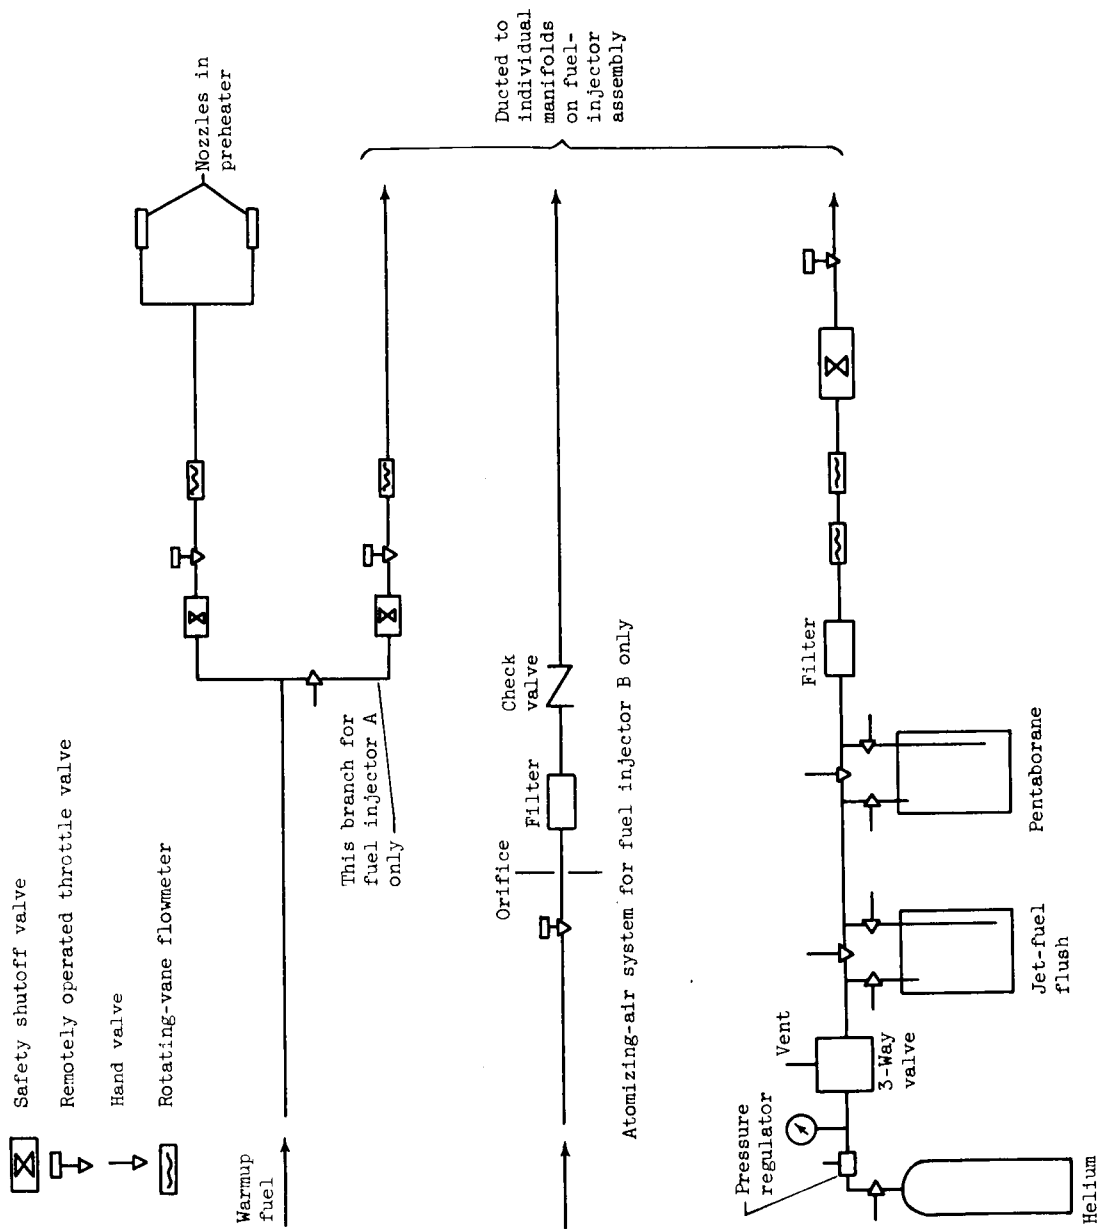 Safety shutoff valve
Remotely operated throttle valve
Hand valve
Rotating-vane flowmeter
Warmup
fuel
Nozzles in
preheater
This branch for
fuel injector A
only
Ducted to
individual
manifolds
on fuel-
injector
assembly
Orifice
Filter
Check
valve
Atomizing-air system for fuel injector B only
Pressure
regulator
Vent
3-Way
valve
Filter
Helium
Jet-fuel
flush
Pentaborane